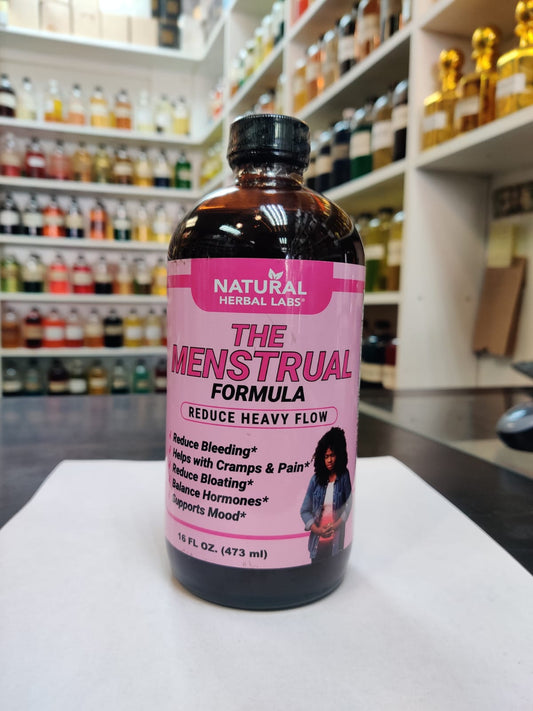 NATURAL
HERBAL LABS®
THE
MENSTRUAL
FORMULA
REDUCE HEAVY FLOW
Reduce Bleeding*
Helps with Cramps & Pain*
Reduce Bloating*
Balance Hormones*
Supports Mood*
16 FL OZ. (473 ml)